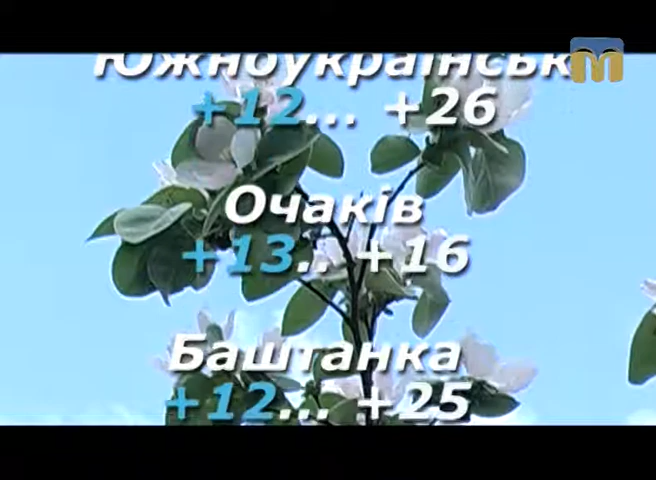 Южноукраїнськ
+12... +26
Очаків
+13... +16
Баштанка
+12... +25